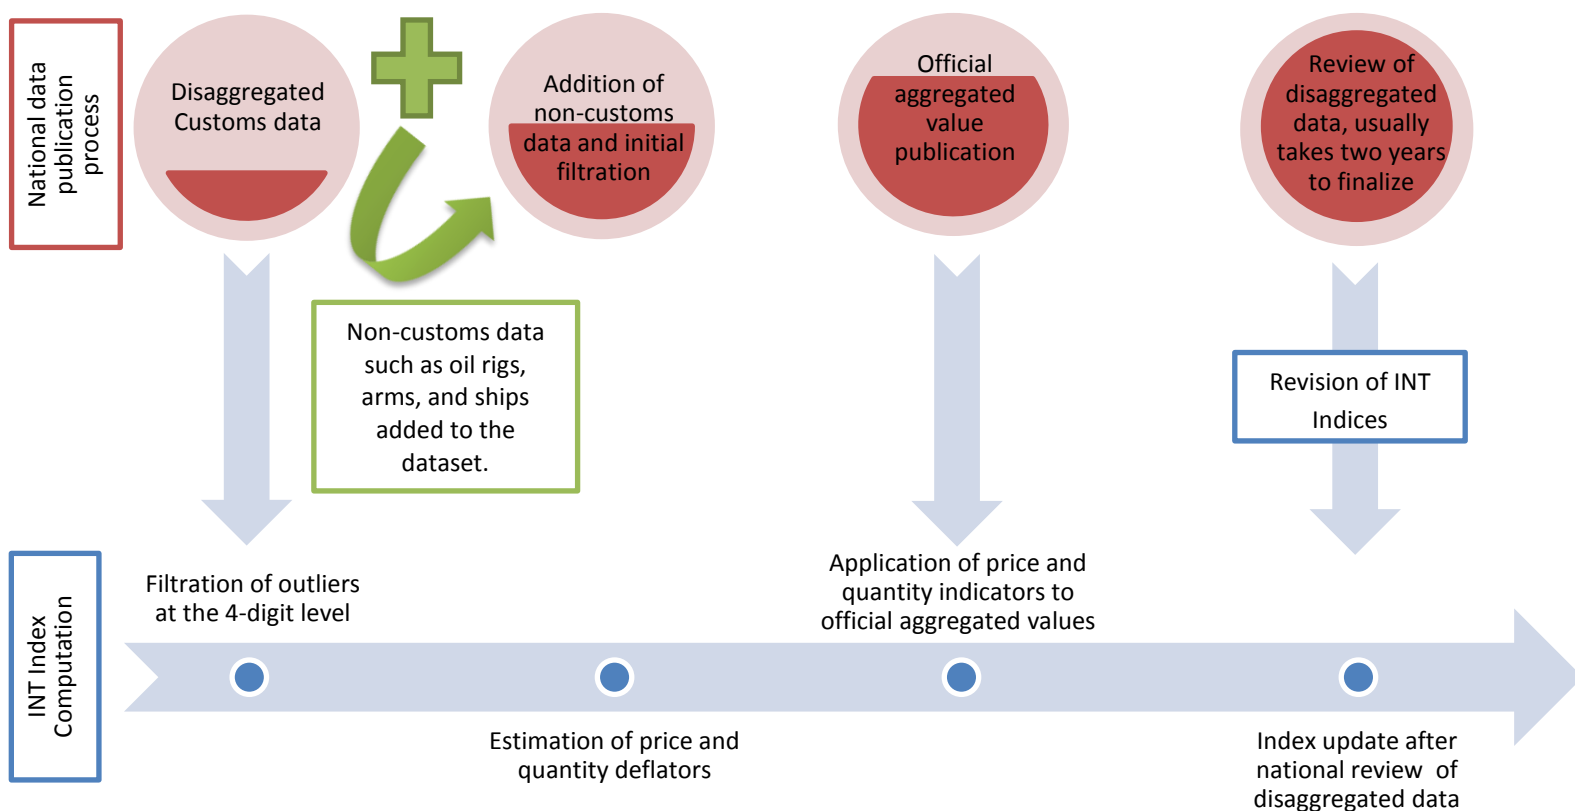 National data
publication
process
Disaggregated
Customs data
Addition of
non-customs
data and initial
filtration
Official
aggregated
value
publication
Review of
disaggregated
data, usually
takes two years
to finalize
Non-customs data
such as oil rigs,
arms, and ships
added to the
dataset.
Revision of INT
Indices
INT Index
Computation
Filtration of outliers
at the 4-digit level
Estimation of price and
quantity deflators
Application of price and
quantity indicators to
official aggregated values
Index update after
national review of
disaggregated data